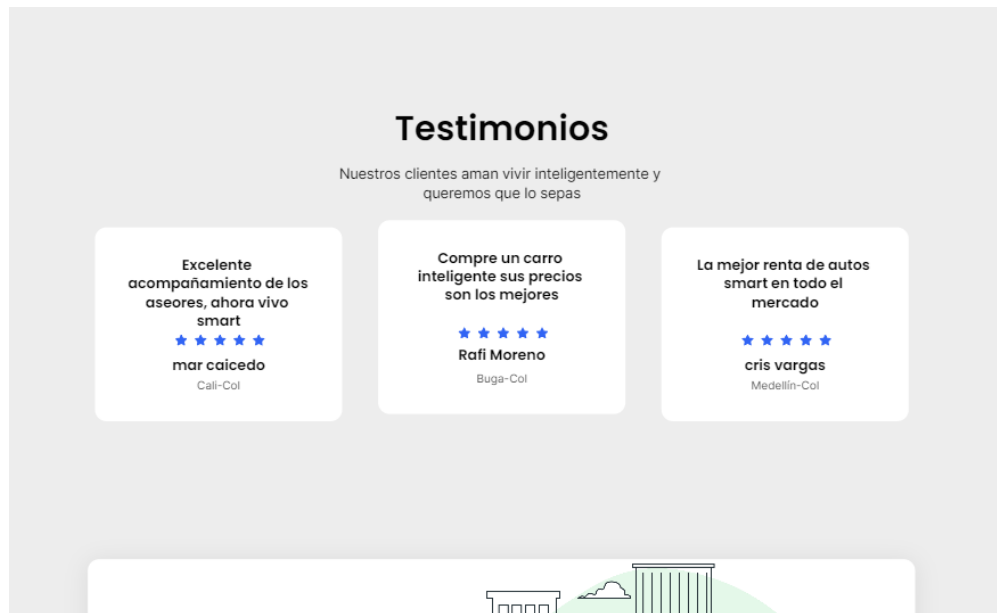 Testimonios
Nuestros clientes aman vivir inteligentemente y
queremos que lo sepas
Excelente
acompañamiento de los
aseores, ahora vivo
smart
mar caicedo
Cali-Col
Compre un carro
inteligente sus precios
son los mejores
Rafi Moreno
Buga-Col
La mejor renta de autos
smart en todo el
mercado
cris vargas
Medellín-Col